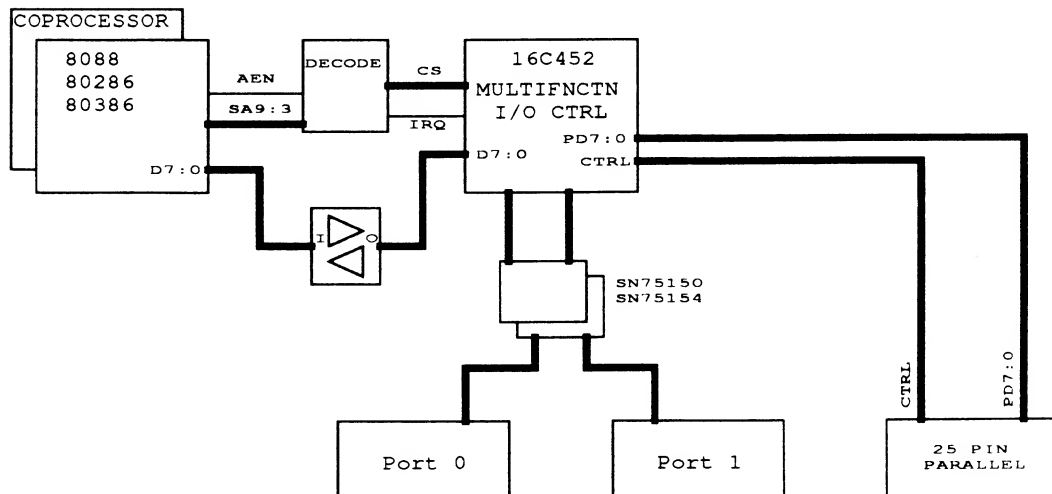 COPROCESSOR
8088
80286
80386
AEN
SA9:3
D7:0
DECODE
CS
IRQ
16C452
MULTIFNCTN
I/O CTRL
PD7:0
D7:0
CTRL
I
O
SN75150
SN75154
CTRL
PD7:0
Port 0
Port 1
25 PIN
PARALLEL